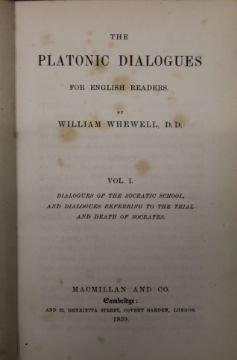 THE
PLATONIC DIALOGUES
FOR ENGLISH READERS.
BY
WILLIAM WHEWELL, D.D.
VOL. I.
DIALOGUES OF THE SOCRATIC SCHOOL,
AND DIALOGUES REFERRING TO THE TRIAL
AND DEATH OF SOCRATES.
MACMILLAN AND CO.
Cambridge:
AND 23, HENRIETTA STREET, COVENT GARDEN, LONDON.
1859.